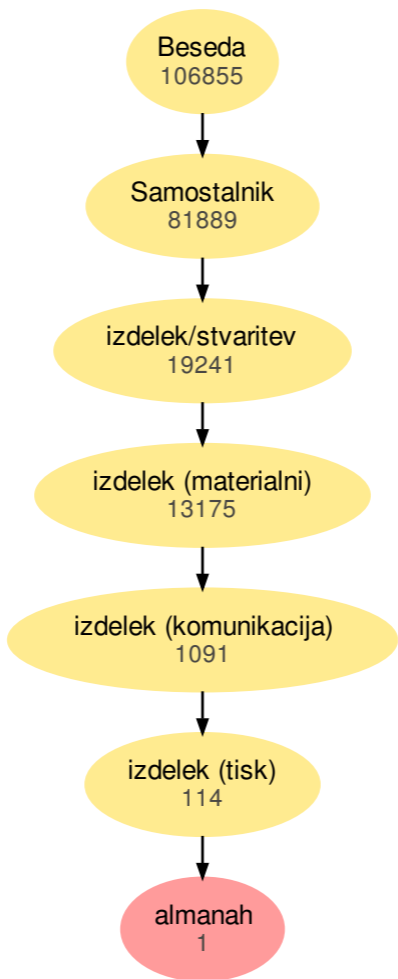 Beseda
106855
Samostalnik
81889
izdelek/stvaritev
19241
izdelek (materialni)
13175
izdelek (komunikacija)
1091
izdelek (tisk)
114
almanah
1